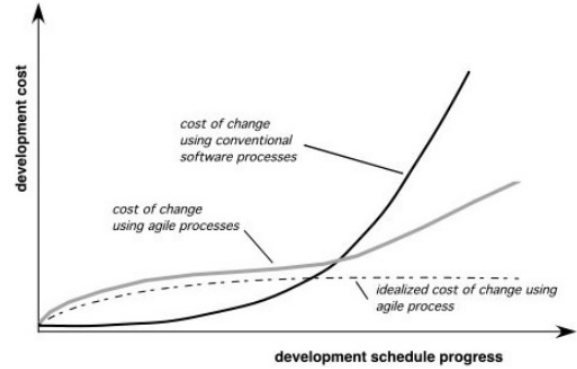 development cost
cost of change
using conventional
software processes
cost of change
using agile processes
idealized cost of change using
agile process
development schedule progress